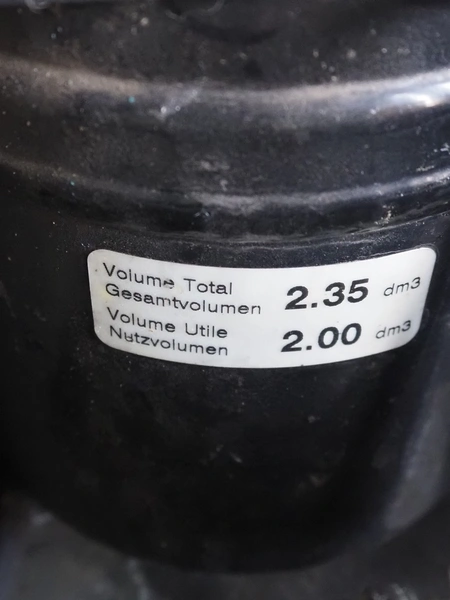 Volume Total
Gesamtvolumen 2.35 dm3
Volume Utile
Nutzvolumen 2.00 dm3